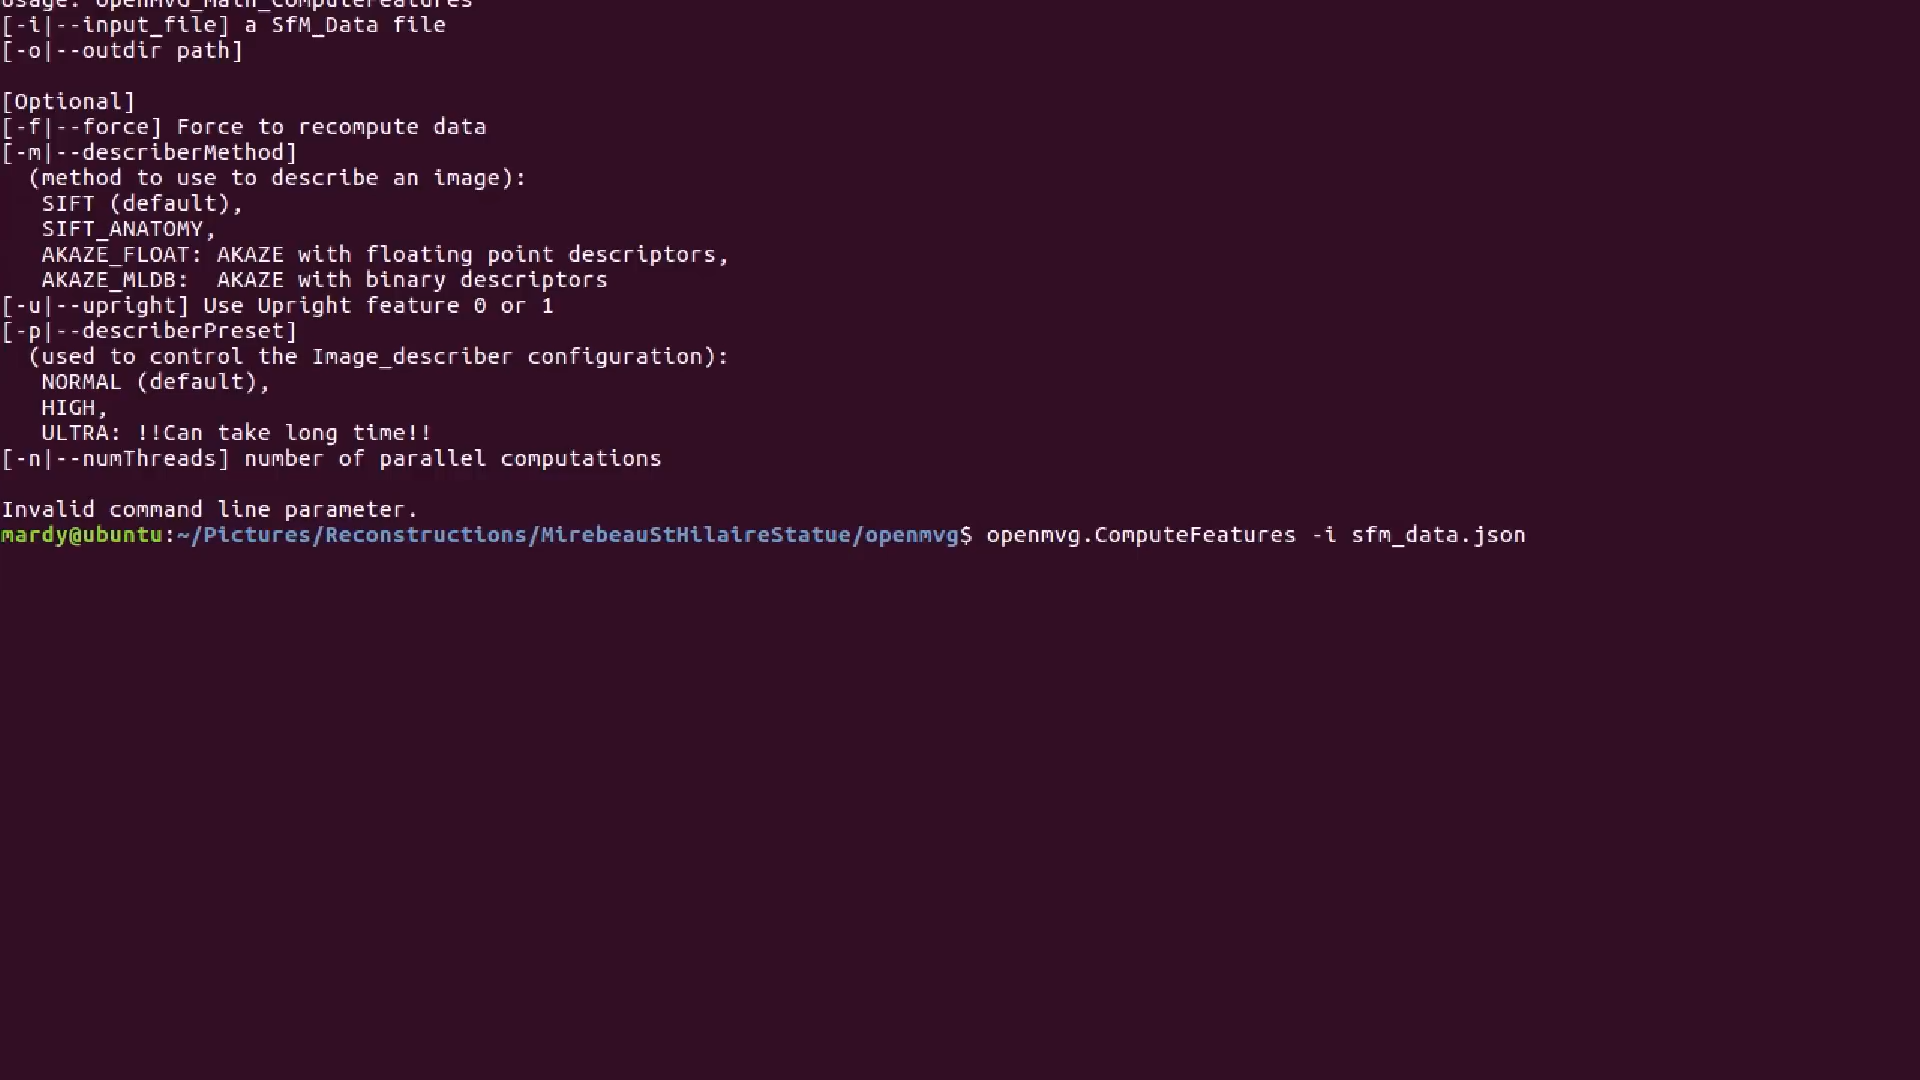 Usage: openMVG_main_ComputeFeatures
[-i|--input_file] a SfM_Data file
[-o|--outdir path]
[Optional]
[-f|--force] Force to recompute data
[-m|--describerMethod]
(method to use to describe an image):
SIFT (default),
SIFT_ANATOMY,
AKAZE_FLOAT: AKAZE with floating point descriptors,
AKAZE_MLDB:  AKAZE with binary descriptors
[-u|--upright] Use Upright feature 0 or 1
[-p|--describerPreset]
(used to control the Image_describer configuration):
NORMAL (default),
HIGH,
ULTRA: !!Can take long time!!
[-n|--numThreads] number of parallel computations
Invalid command line parameter.
mardy@ubuntu:~/Pictures/Reconstructions/MirebeauStHilaireStatue/openmvg$ openmvg.ComputeFeatures -i sfm_data.json